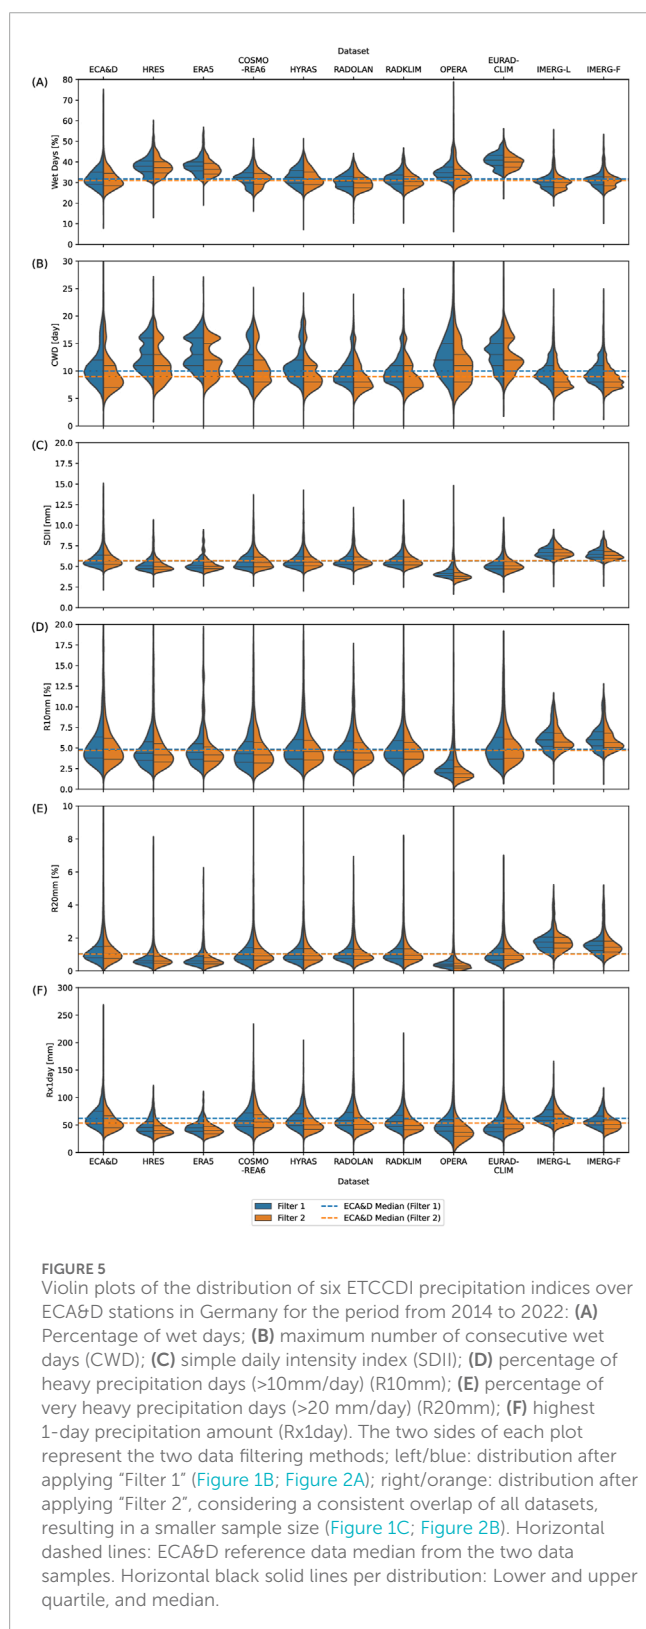 Dataset
ECA&D HRES ERA5 COSMO -REA6 HYRAS RADOLAN RADKLIM OPERA EURAD- CLIM IMERG-L IMERG-F
(A)
Wet Days [%]
80
70
60
50
40
30
20
10
0
(B)
CWD [day]
30
25
20
15
10
5
0
(C)
SDII [mm]
20.0
17.5
15.0
12.5
10.0
7.5
5.0
2.5
0.0
(D)
R10mm [%]
20.0
17.5
15.0
12.5
10.0
7.5
5.0
2.5
0.0
(E)
R20mm [%]
10
8
6
4
2
0
(F)
Rx1day [mm]
300
250
200
150
100
50
0
ECA&D HRES ERA5 COSMO -REA6 HYRAS RADOLAN RADKLIM OPERA EURAD- CLIM IMERG-L IMERG-F
Dataset
Filter 1 ECA&D Median (Filter 1)
Filter 2 ECA&D Median (Filter 2)
FIGURE 5
Violin plots of the distribution of six ETCCDI precipitation indices over
ECA&D stations in Germany for the period from 2014 to 2022: (A)
Percentage of wet days; (B) maximum number of consecutive wet
days (CWD); (C) simple daily intensity index (SDII); (D) percentage of
heavy precipitation days (>10mm/day) (R10mm); (E) percentage of
very heavy precipitation days (>20 mm/day) (R20mm); (F) highest
1-day precipitation amount (Rx1day). The two sides of each plot
represent the two data filtering methods; left/blue: distribution after
applying “Filter 1” (Figure 1B; Figure 2A); right/orange: distribution after
applying “Filter 2”, considering a consistent overlap of all datasets,
resulting in a smaller sample size (Figure 1C; Figure 2B). Horizontal
dashed lines: ECA&D reference data median from the two data
samples. Horizontal black solid lines per distribution: Lower and upper
quartile, and median.